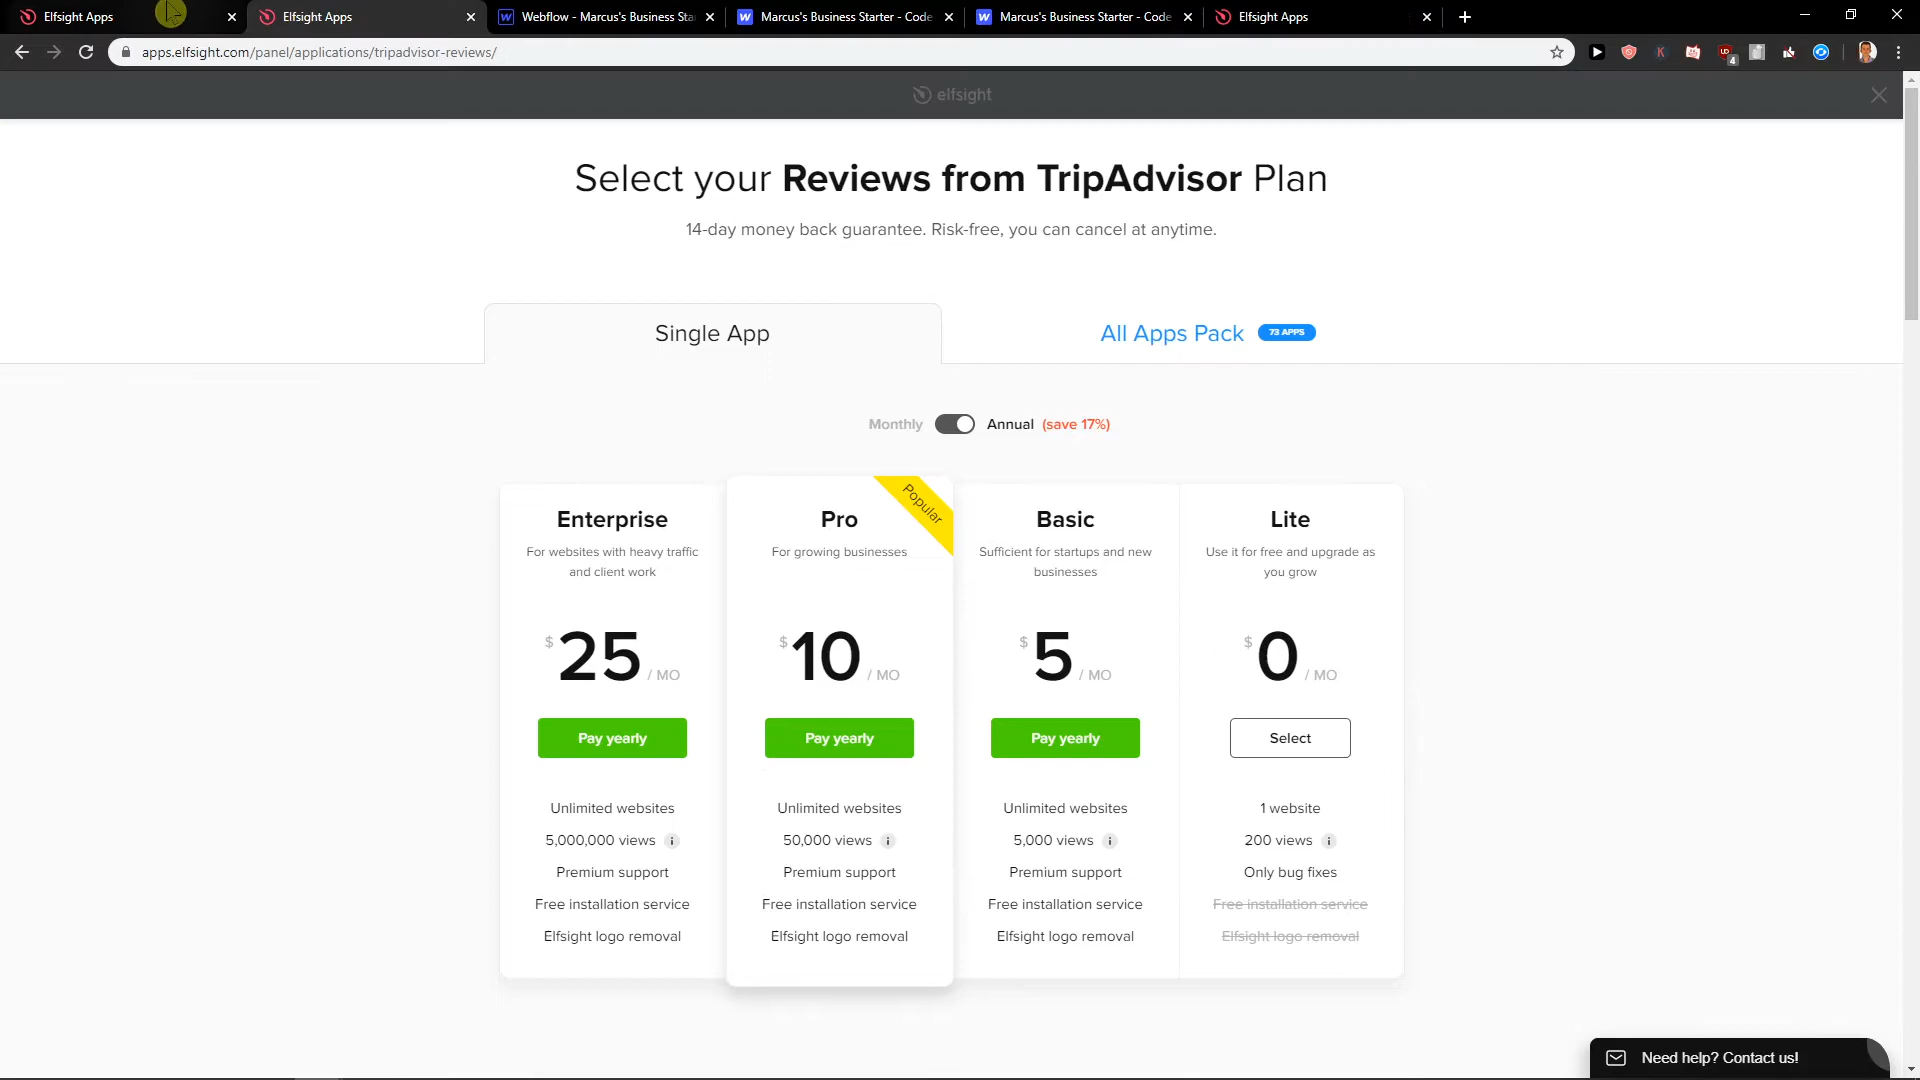 Elfsight Apps
Elfsight Apps
Webflow - Marcus's Business Sta
Marcus's Business Starter - Code
Marcus's Business Starter - Code
Elfsight Apps
apps.elfsight.com/panel/applications/tripadvisor-reviews/
4
elfsight
Select your Reviews from TripAdvisor Plan
14-day money back guarantee. Risk-free, you can cancel at anytime.
Single App
All Apps Pack 73 APPS
Monthly Annual (save 17%)
Popular
Enterprise
For websites with heavy traffic
and client work
$ 25 / MO
Pay yearly
Unlimited websites
5,000,000 views i
Premium support
Free installation service
Elfsight logo removal
Pro
For growing businesses
$ 10 / MO
Pay yearly
Unlimited websites
50,000 views i
Premium support
Free installation service
Elfsight logo removal
Basic
Sufficient for startups and new
businesses
$ 5 / MO
Pay yearly
Unlimited websites
5,000 views i
Premium support
Free installation service
Elfsight logo removal
Lite
Use it for free and upgrade as
you grow
$ 0 / MO
Select
1 website
200 views i
Only bug fixes
Free installation service
Elfsight logo removal
Need help? Contact us!